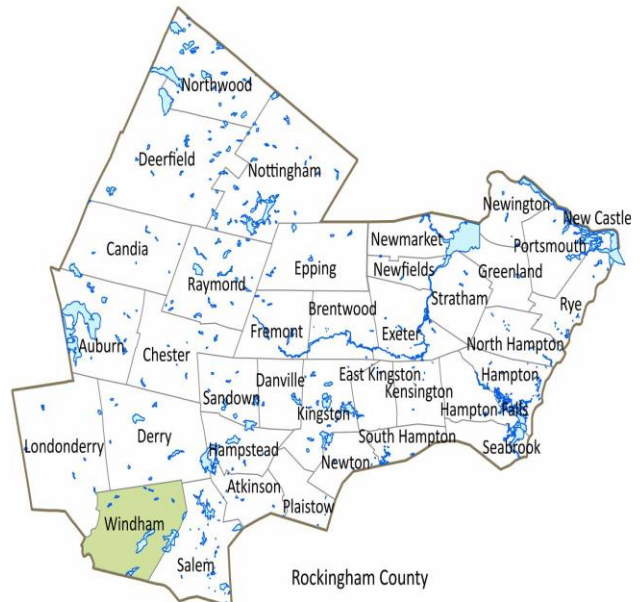 Northwood
Deerfield
Nottingham
Newington
New Castle
Candia
Newmarket
Portsmouth
Epping
Newfields
Greenland
Raymond
Stratham
Rye
Brentwood
Fremont
Exeter
Auburn
Chester
North Hampton
Danville
East Kingston
Hampton
Sandown
Kensington
Kingston
Hampton Falls
Londonderry
Derry
South Hampton
Hampstead
Seabrook
Newton
Atkinson
Plaistow
Windham
Salem
Rockingham County